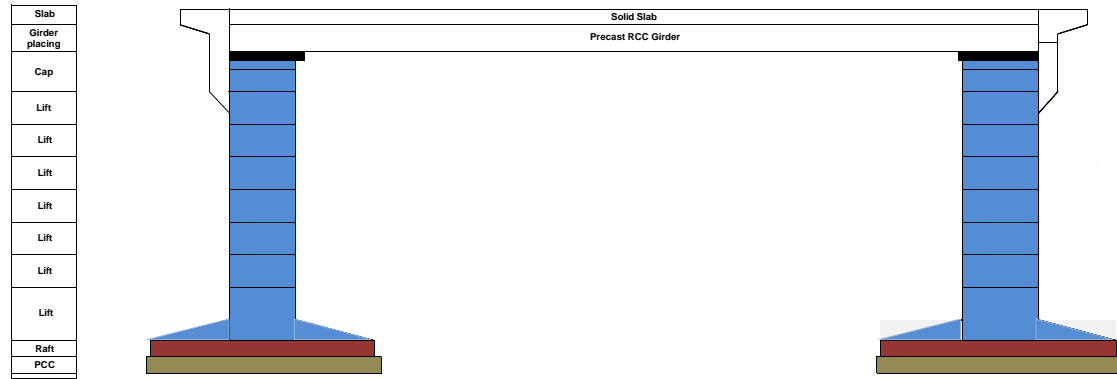 Slab
Solid Slab
Girder
placing
Precast RCC Girder
Cap
Lift
Lift
Lift
Lift
Lift
Lift
Lift
Raft
PCC